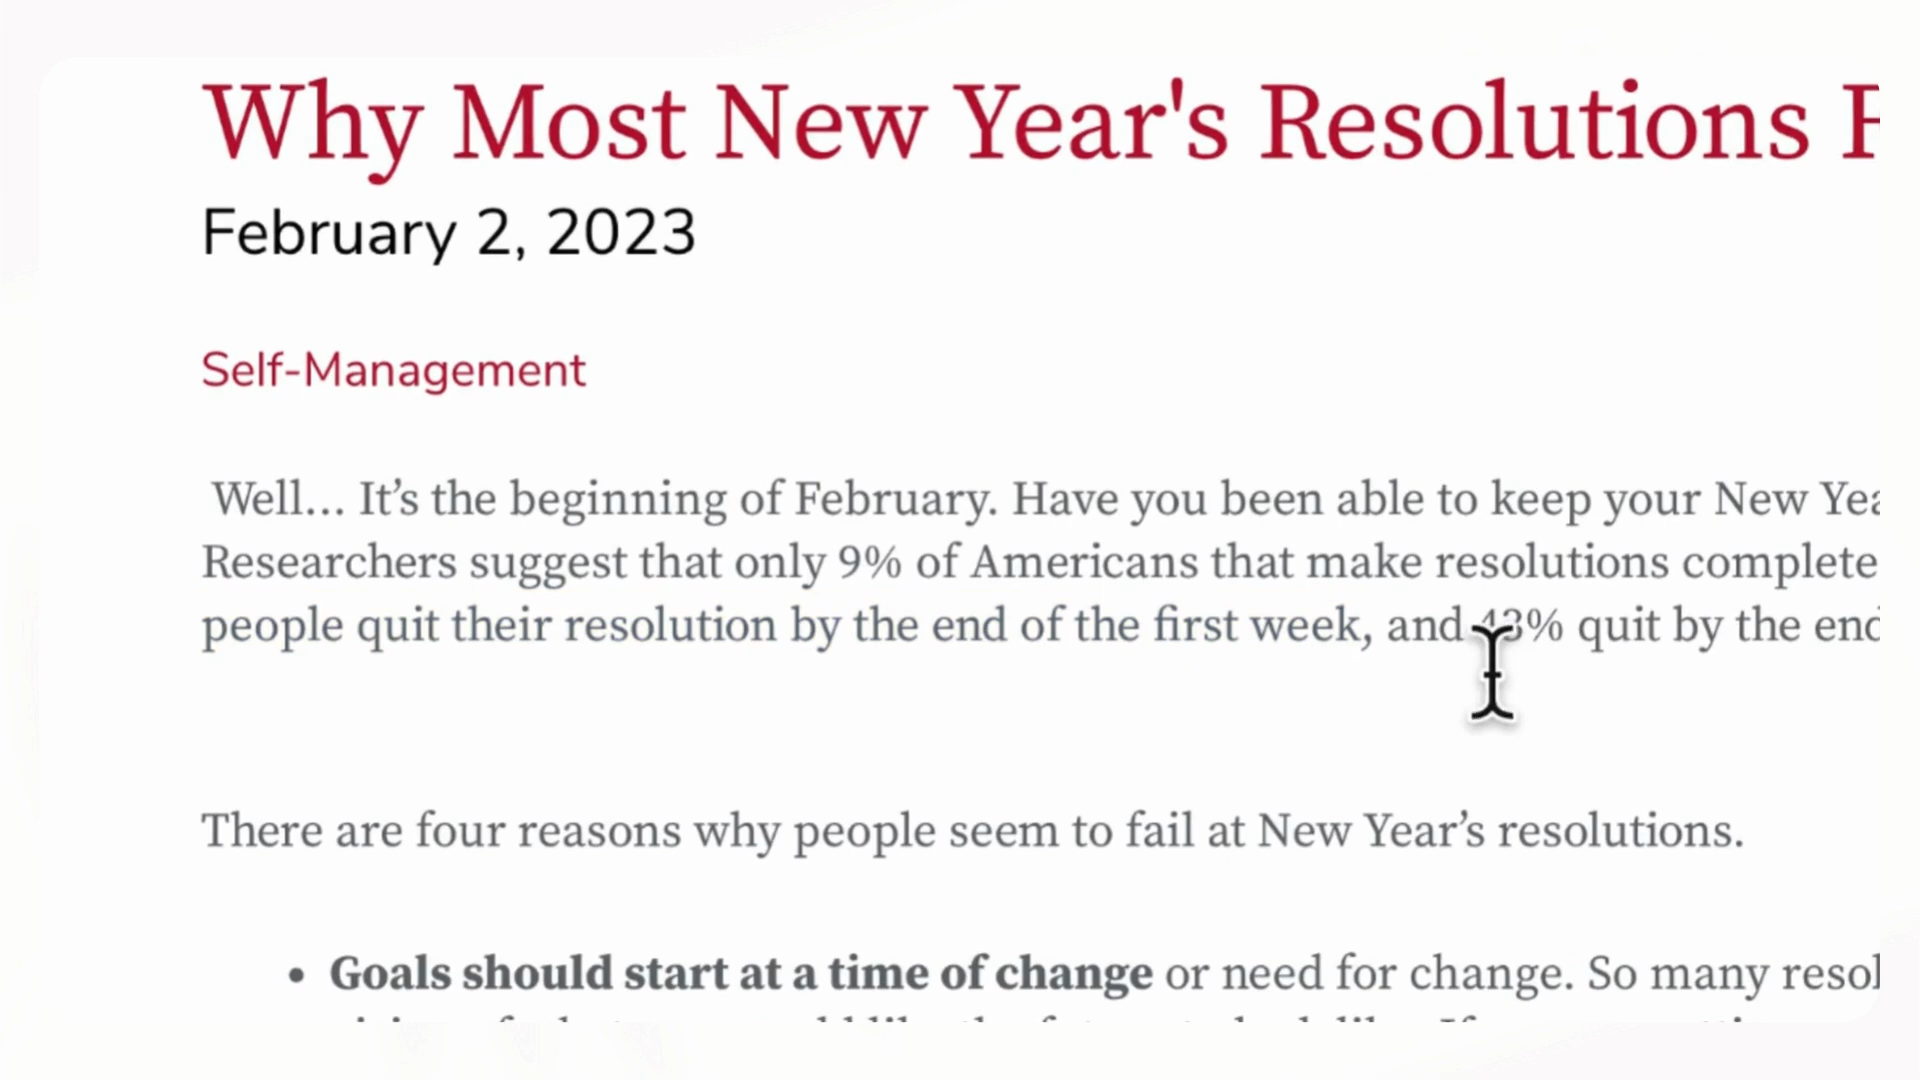 Why Most New Year's Resolutions F
February 2, 2023
Self-Management
Well... It’s the beginning of February. Have you been able to keep your New Yea
Researchers suggest that only 9% of Americans that make resolutions complete
people quit their resolution by the end of the first week, and 43% quit by the end
There are four reasons why people seem to fail at New Year’s resolutions.
• Goals should start at a time of change or need for change. So many resol